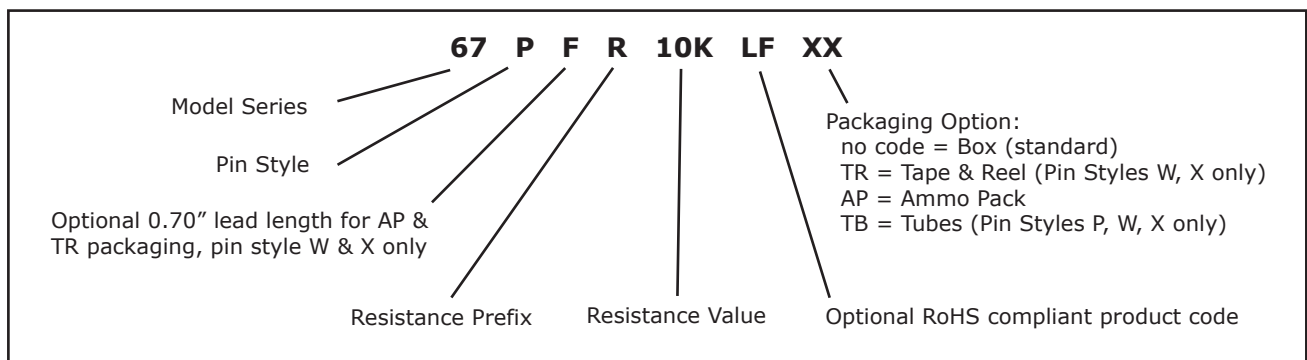 67 P F R 10K LF XX
Model Series
Pin Style
Optional 0.70” lead length for AP &
TR packaging, pin style W & X only
Resistance Prefix
Resistance Value
Packaging Option:
no code = Box (standard)
TR = Tape & Reel (Pin Styles W, X only)
AP = Ammo Pack
TB = Tubes (Pin Styles P, W, X only)
Optional RoHS compliant product code